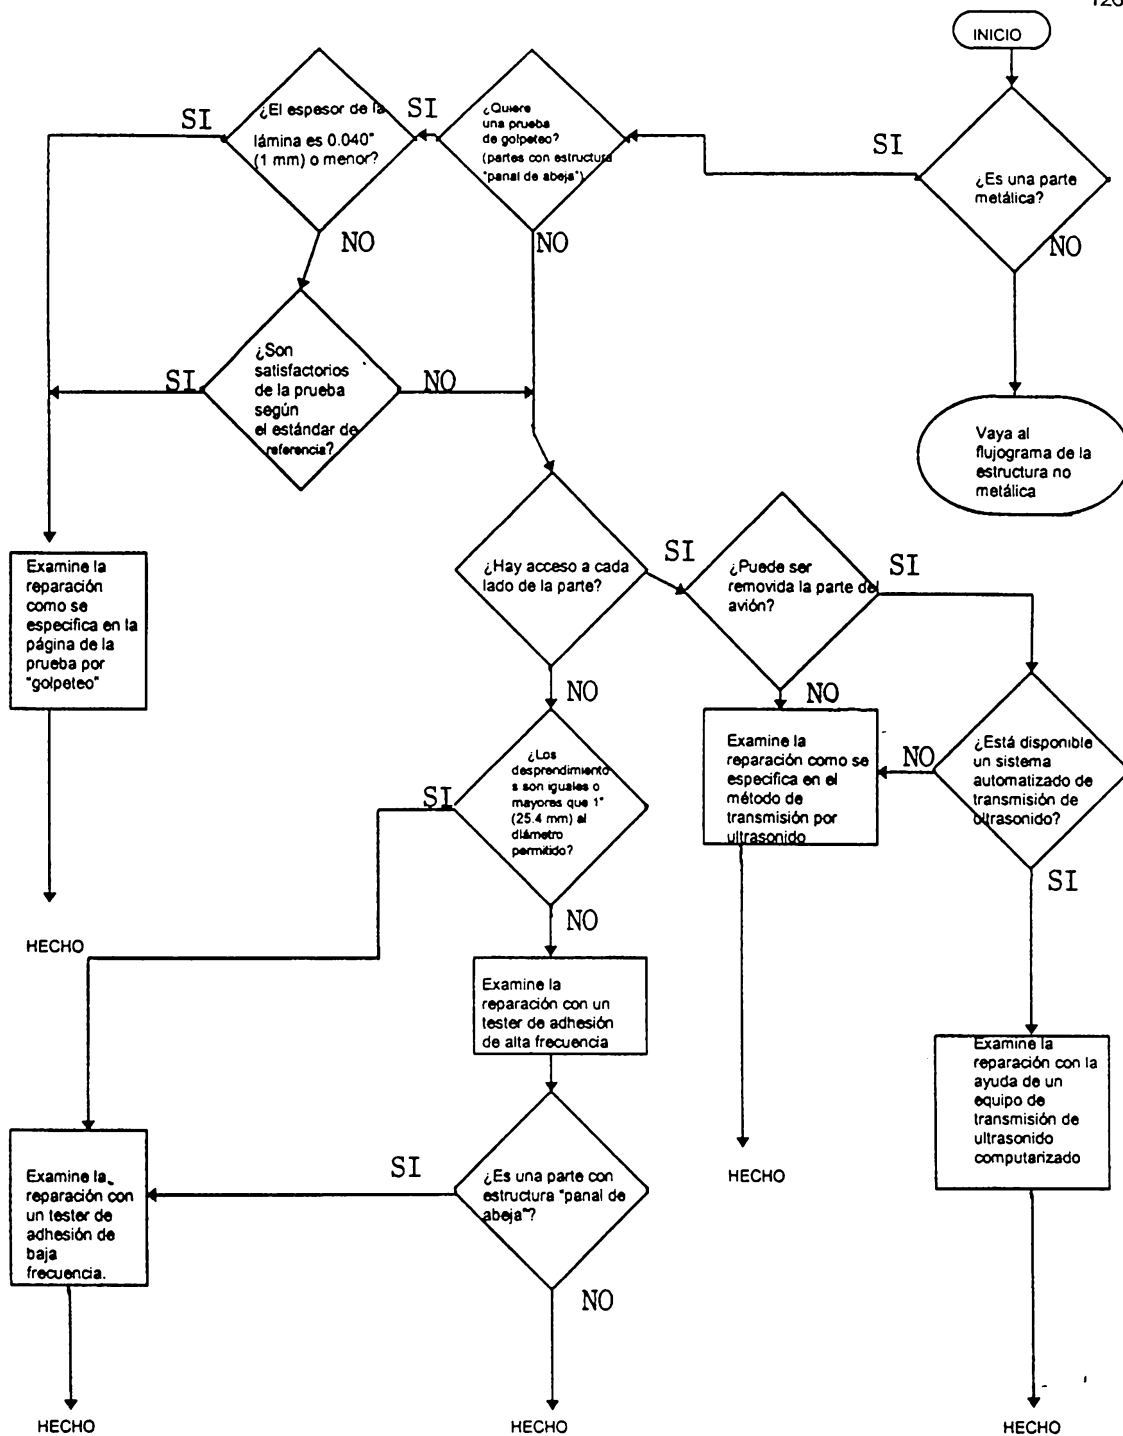 126
INICIO
¿Es una parte
metálica?
SI
NO
Vaya al
flujograma de la
estructura no
metálica
¿Quiere
una prueba
de golpeteo?
(partes con estructura
"panal de abeja")
SI
NO
¿El espesor de la
lámina es 0.040"
(1 mm) o menor?
SI
NO
¿Son
satisfactorios
de la prueba
según
el estándar de
referencia?
SI
NO
Examine la
reparación
como se
especifica en la
página de la
prueba por
"golpeteo"
HECHO
¿Hay acceso a cada
lado de la parte?
SI
NO
¿Puede ser
removida la parte de
avión?
SI
NO
Examine la
reparación como se
especifica en el
método de
transmisión por
ultrasonido
HECHO
¿Está disponible
un sistema
automatizado de
transmisión de
ultrasonido?
NO
SI
Examine la
reparación con la
ayuda de un
equipo de
transmisión de
ultrasonido
computarizado
HECHO
¿Los
desprendimiento
s son iguales o
mayores que 1"
(25.4 mm) al
diámetro
permitido?
SI
NO
Examine la
reparación con un
tester de adhesión
de alta frecuencia
¿Es una parte con
estructura "panal de
abeja"?
SI
NO
Examine la
reparación con
un tester de
adhesión de
baja
frecuencia.
HECHO
HECHO